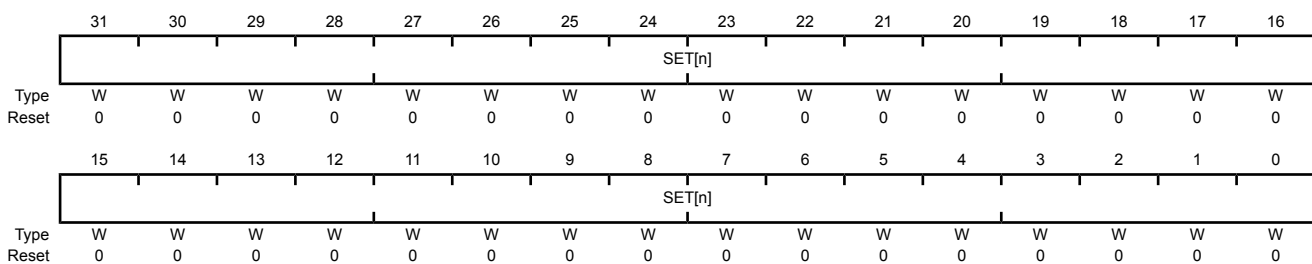 31 30 29 28 27 26 25 24 23 22 21 20 19 18 17 16
SET[n]
Type W W W W W W W W W W W W W W W W
Reset 0 0 0 0 0 0 0 0 0 0 0 0 0 0 0 0
15 14 13 12 11 10 9 8 7 6 5 4 3 2 1 0
SET[n]
Type W W W W W W W W W W W W W W W W
Reset 0 0 0 0 0 0 0 0 0 0 0 0 0 0 0 0